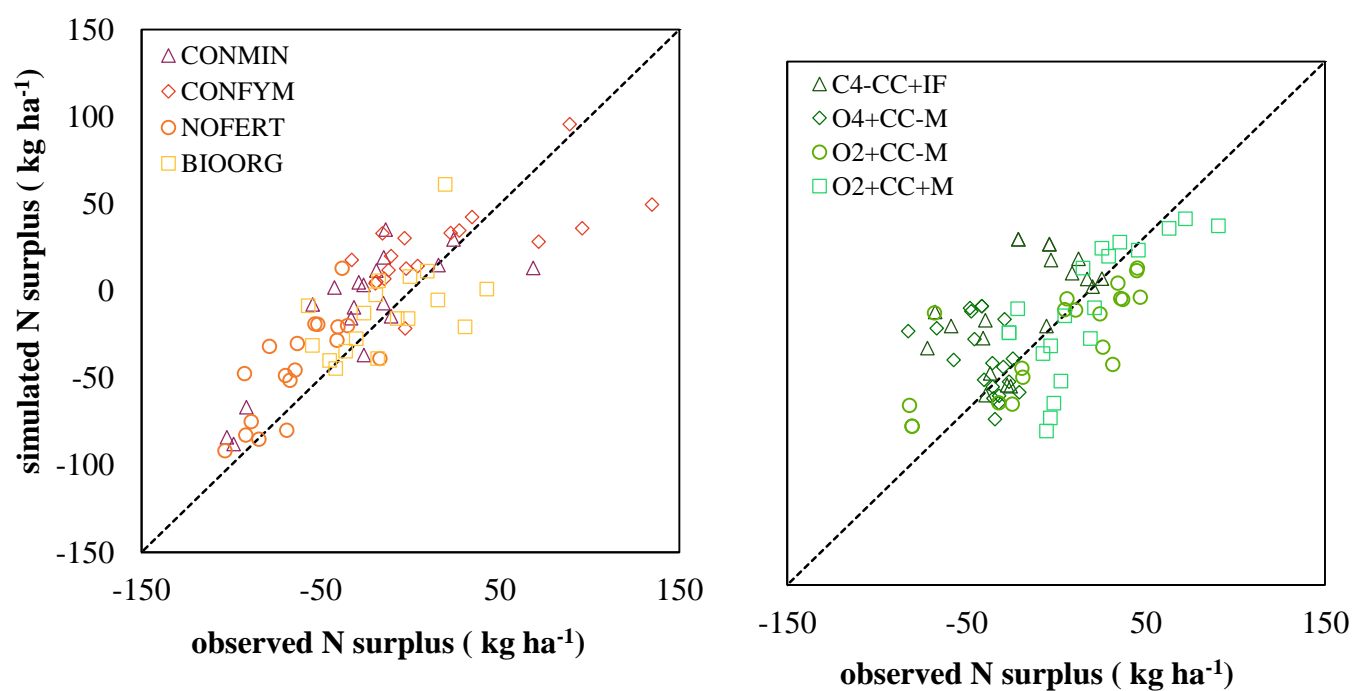 simulated N surplus ( kg ha-1)
150
100
50
0
-50
-100
-150
CONMIN
CONFYM
NOFERT
BIOORG
-150
-50
50
150
observed N surplus ( kg ha-1)
C4-CC+IF
O4+CC-M
O2+CC-M
O2+CC+M
-150
-50
50
150
observed N surplus ( kg ha-1)